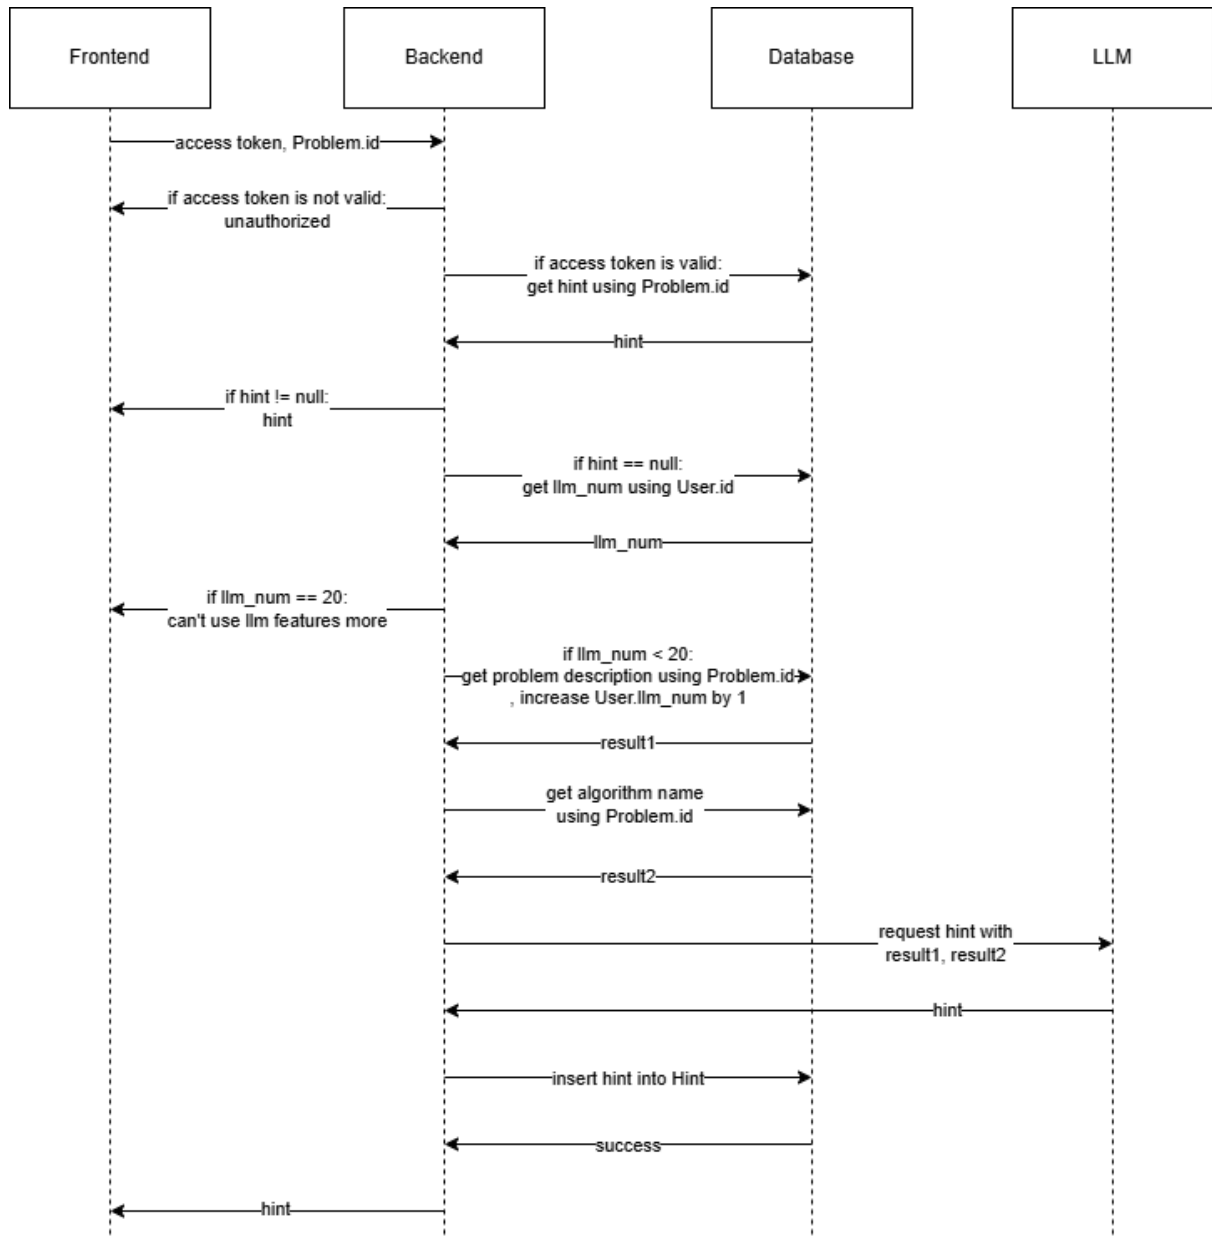 Frontend
Backend
Database
LLM
access token, Problem.id
if access token is not valid:
unauthorized
if access token is valid:
get hint using Problem.id
hint
if hint != null:
hint
if hint == null:
get llm_num using User.id
llm_num
if llm_num == 20:
can't use llm features more
if llm_num < 20:
get problem description using Problem.id
, increase User.llm_num by 1
result1
get algorithm name
using Problem.id
result2
request hint with
result1, result2
hint
insert hint into Hint
success
hint